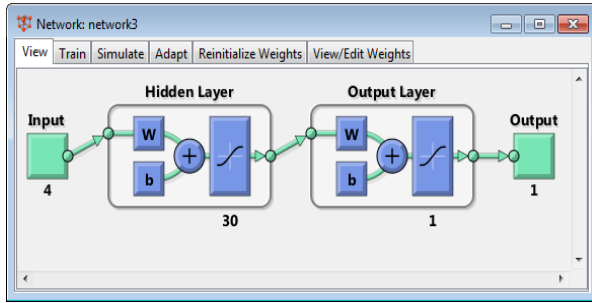 Network: network3
View Train Simulate Adapt Reinitialize Weights View/Edit Weights
Hidden Layer Output Layer
Input Output
W W
b b
4 1
30 1